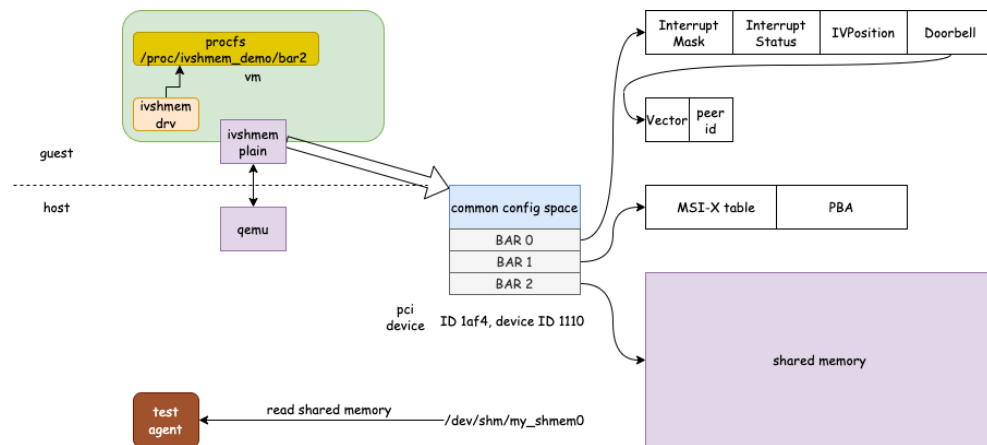 procfs
/proc/ivshmem_demo/bar2
vm
ivshmem
drv
ivshmem
plain
guest
host
qemu
common config space
BAR 0
BAR 1
BAR 2
pci
device
ID 1af4, device ID 1110
Interrupt
Mask
Interrupt
Status
IVPosition
Doorbell
Vector
peer
id
MSI-X table
PBA
shared memory
test
agent
read shared memory
/dev/shm/my_shmem0